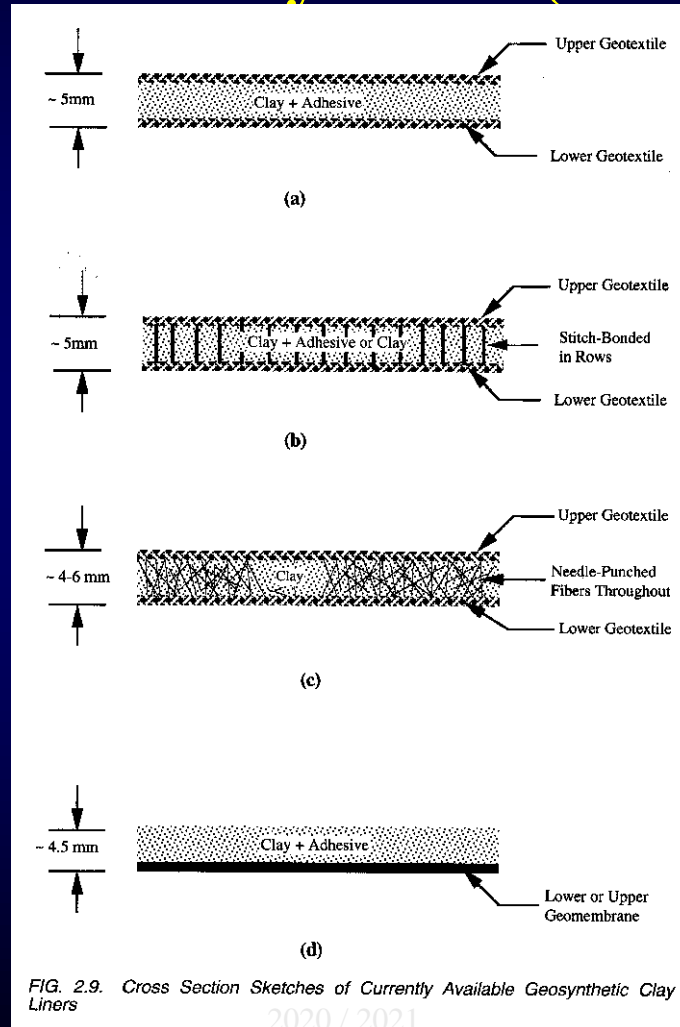 Upper Geotextile
~ 5mm
Clay + Adhesive
Lower Geotextile
(a)
Upper Geotextile
~ 5mm
Clay + Adhesive or Clay
Stitch-Bonded
in Rows
Lower Geotextile
(b)
Upper Geotextile
~ 4-6 mm
Clay
Needle-Punched
Fibers Throughout
Lower Geotextile
(c)
~ 4.5 mm
Clay + Adhesive
Lower or Upper
Geomembrane
(d)
FIG. 2.9. Cross Section Sketches of Currently Available Geosynthetic Clay
Liners
2020 / 2021